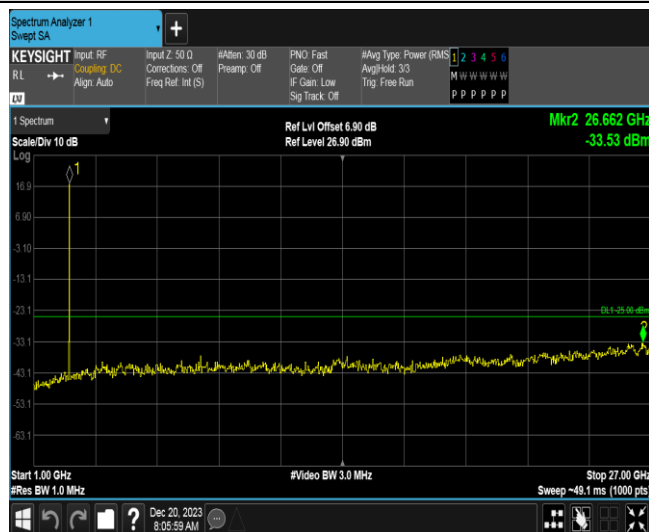 Spectrum Analyzer 1
Swept SA
+
KEYSIGHT Input: RF Input Z: 50 Ω #Atten: 30 dB PNO: Fast #Avg Type: Power (RMS 1 2 3 4 5 6
RL Coupling: DC Corrections: Off Preamp: Off Gate: Off Avg|Hold: 3/3 M W W W W W
Align: Auto Freq Ref: Int (S) IF Gain: Low Trig: Free Run
LXI Sig Track: Off P P P P P P
1 Spectrum Ref Lvl Offset 6.90 dB Mkr2 26.662 GHz
Scale/Div 10 dB Ref Level 26.90 dBm -33.53 dBm
Log
1
16.9
6.90
-3.10
-13.1
-23.1 DL1 -25.00 dBm
2
-33.1
-43.1
-53.1
-63.1
Start 1.00 GHz #Video BW 3.0 MHz Stop 27.00 GHz
#Res BW 1.0 MHz Sweep ~49.1 ms (1000 pts)
? Dec 20, 2023
8:05:59 AM